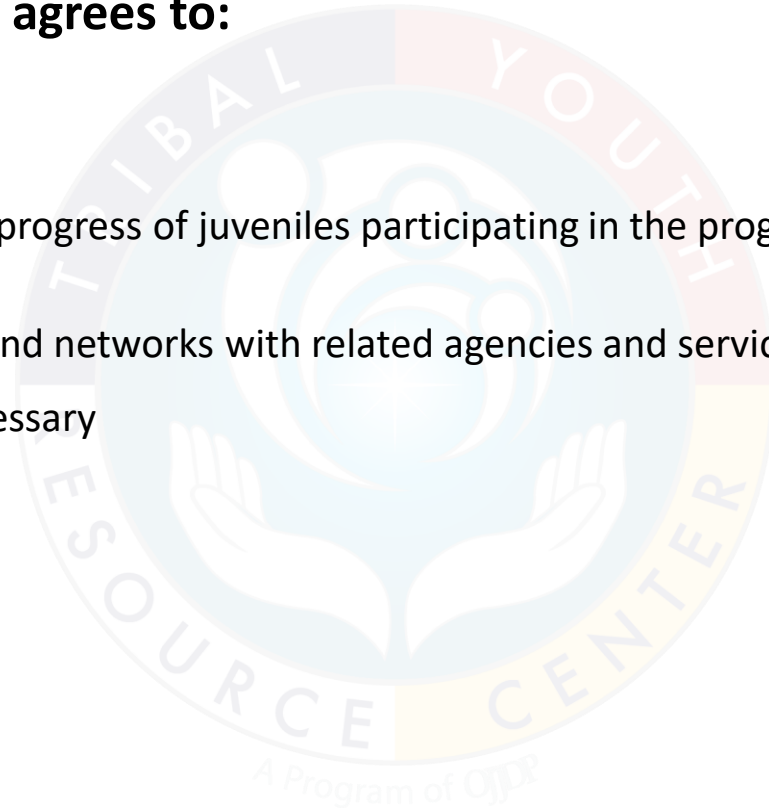 agrees to:
progress of juveniles participating in the prog
nd networks with related agencies and servic
essary
TRIBAL YOUTH
RESOURCE CENTER
A Program of OJJDP